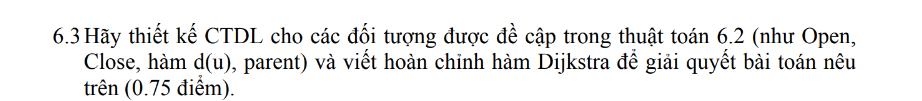 6.3 Hãy thiết kế CTDL cho các đối tượng được đề cập trong thuật toán 6.2 (như Open,
Close, hàm d(u), parent) và viết hoàn chỉnh hàm Dijkstra để giải quyết bài toán nêu
trên (0.75 điểm).